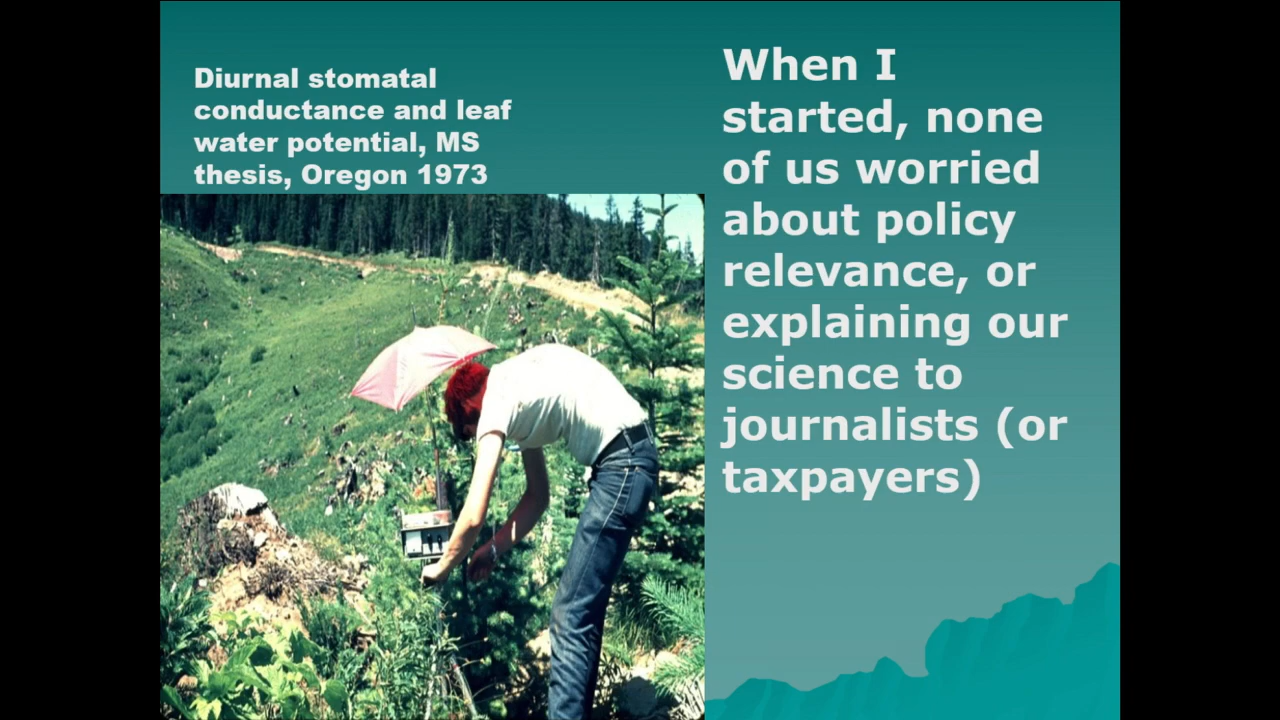 Diurnal stomatal
conductance and leaf
water potential, MS
thesis, Oregon 1973
When I
started, none
of us worried
about policy
relevance, or
explaining our
science to
journalists (or
taxpayers)